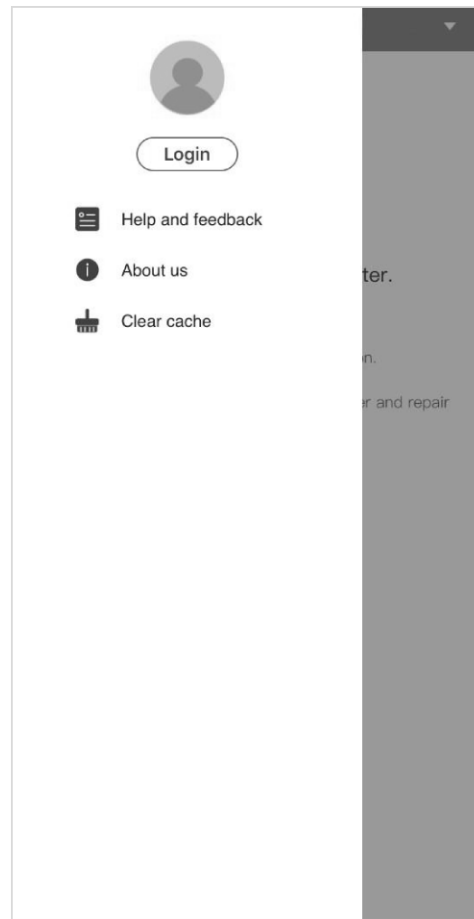 Login
Help and feedback
About us
ter.
Clear cache
n.
er and repair